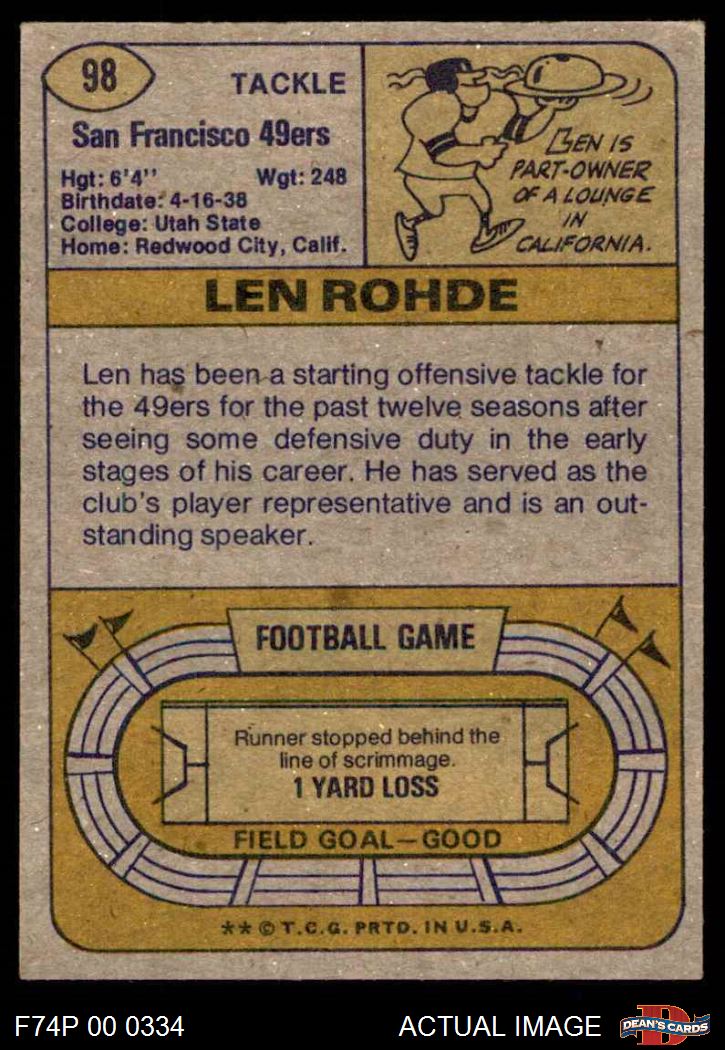 98
TACKLE
San Francisco 49ers
Hgt: 6'4'' Wgt: 248
Birthdate: 4-16-38
College: Utah State
Home: Redwood City, Calif.
BEN IS
PART-OWNER
OF A LOUNGE
IN
CALIFORNIA.
LEN ROHDE
Len has been a starting offensive tackle for
the 49ers for the past twelve seasons after
seeing some defensive duty in the early
stages of his career. He has served as the
club's player representative and is an out-
standing speaker.
FOOTBALL GAME
Runner stopped behind the
line of scrimmage.
1 YARD LOSS
FIELD GOAL—GOOD
** © T.C.G. PRTD. IN U.S.A.
F74P 00 0334
ACTUAL IMAGE
D
DEAN'S CARDS